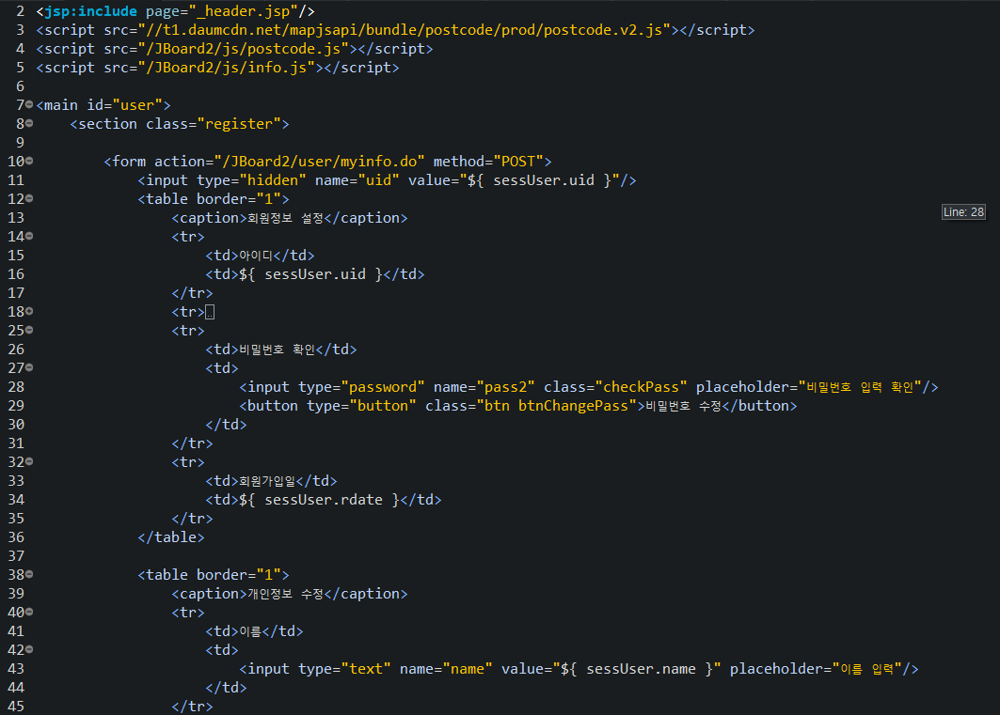 2 <jsp:include page="_header.jsp"/>
3 <script src="//t1.daumcdn.net/mapjsapi/bundle/postcode/prod/postcode.v2.js"></script>
4 <script src="/JBoard2/js/postcode.js"></script>
5 <script src="/JBoard2/js/info.js"></script>
6
7 <main id="user">
8     <section class="register">
9
10         <form action="/JBoard2/user/myinfo.do" method="POST">
11             <input type="hidden" name="uid" value="${ sessUser.uid }"/>
12             <table border="1">
13                 <caption>회원정보 설정</caption>
Line: 28
14                 <tr>
15                     <td>아이디</td>
16                     <td>${ sessUser.uid }</td>
17                 </tr>
18                 <tr>..
25                 <tr>
26                     <td>비밀번호 확인</td>
27                     <td>
28                         <input type="password" name="pass2" class="checkPass" placeholder="비밀번호 입력 확인"/>
29                         <button type="button" class="btn btnChangePass">비밀번호 수정</button>
30                     </td>
31                 </tr>
32                 <tr>
33                     <td>회원가입일</td>
34                     <td>${ sessUser.rdate }</td>
35                 </tr>
36             </table>
37
38             <table border="1">
39                 <caption>개인정보 수정</caption>
40                 <tr>
41                     <td>이름</td>
42                     <td>
43                         <input type="text" name="name" value="${ sessUser.name }" placeholder="이름 입력"/>
44                     </td>
45                 </tr>